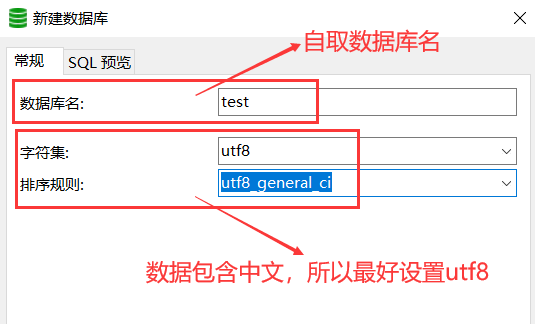 新建数据库
自取数据库名
常规
SQL 预览
数据库名:
test
字符集:
utf8
排序规则:
utf8_general_ci
数据包含中文，所以最好设置utf8